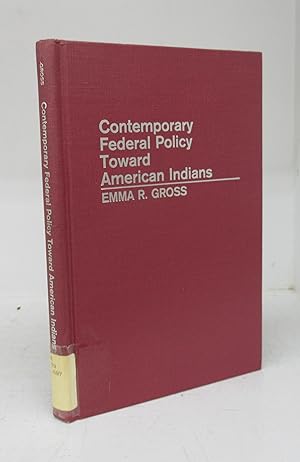 Contemporary
Federal Policy
Toward
American Indians
EMMA R. GROSS
GROSS
Contemporary Federal Policy Toward American Indians